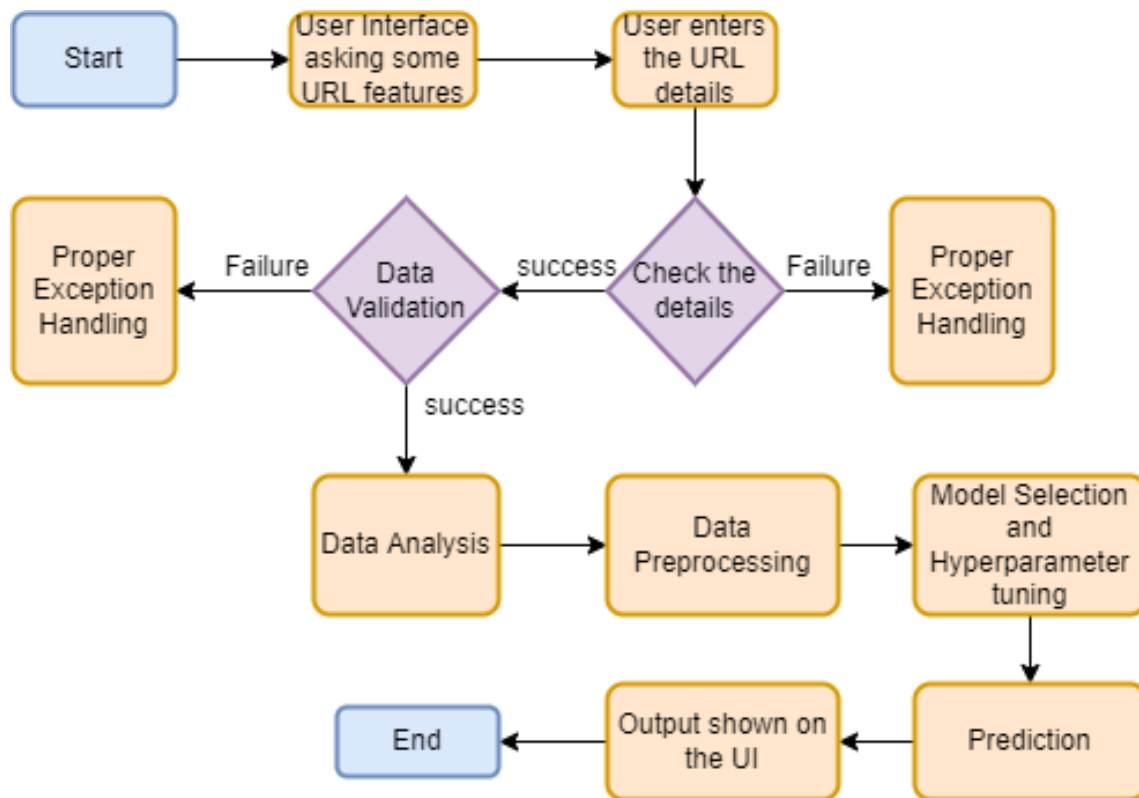 Start
User Interface
asking some
URL features
User enters
the URL
details
Proper
Exception
Handling
Failure
Data
Validation
success
Check the
details
Failure
Proper
Exception
Handling
success
Data Analysis
Data
Preprocessing
Model Selection
and
Hyperparameter
tuning
End
Output shown on
the UI
Prediction